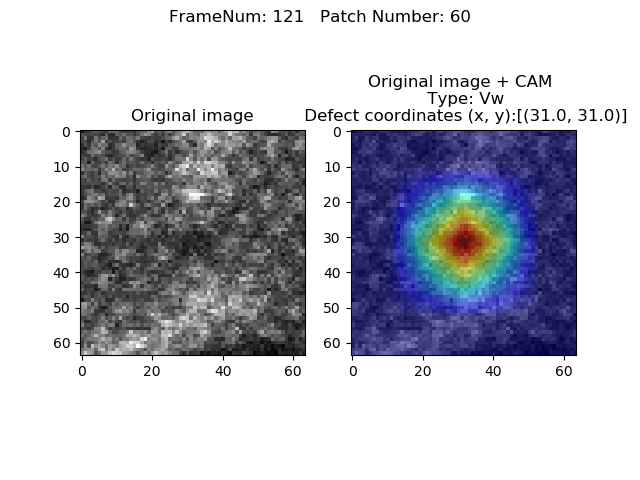 FrameNum: 121   Patch Number: 60
Original image
0
10
20
30
40
50
60
0 20 40 60
Original image + CAM
Type: Vw
Defect coordinates (x, y):[(31.0, 31.0)]
0
10
20
30
40
50
60
0 20 40 60